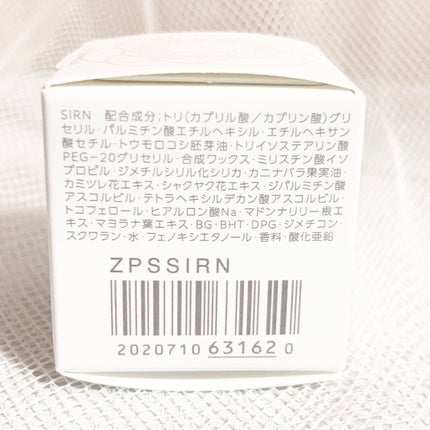 SIRN 配合成分;トリ(カプリル酸/カプリン酸)グリ
セリル・パルミチン酸エチルヘキシル・エチルヘキサン
酸セチル・トウモロコシ胚芽油・トリイソステアリン酸
PEG-20グリセリル・合成ワックス・ミリスチン酸イソ
プロピル・ジメチルシリル化シリカ・カニナバラ果実油・
カミツレ花エキス・シャクヤク花エキス・ジパルミチン酸
アスコルビル・テトラヘキシルデカン酸アスコルビル・
トコフェロール・ヒアルロン酸Na・マドンナリリー根エ
キス・マヨラナ葉エキス・BG・BHT・DPG・ジメチコン・
スクワラン・水・フェノキシエタノール・香料・酸化亜鉛
ZPSSIRN
2020710 63162 0